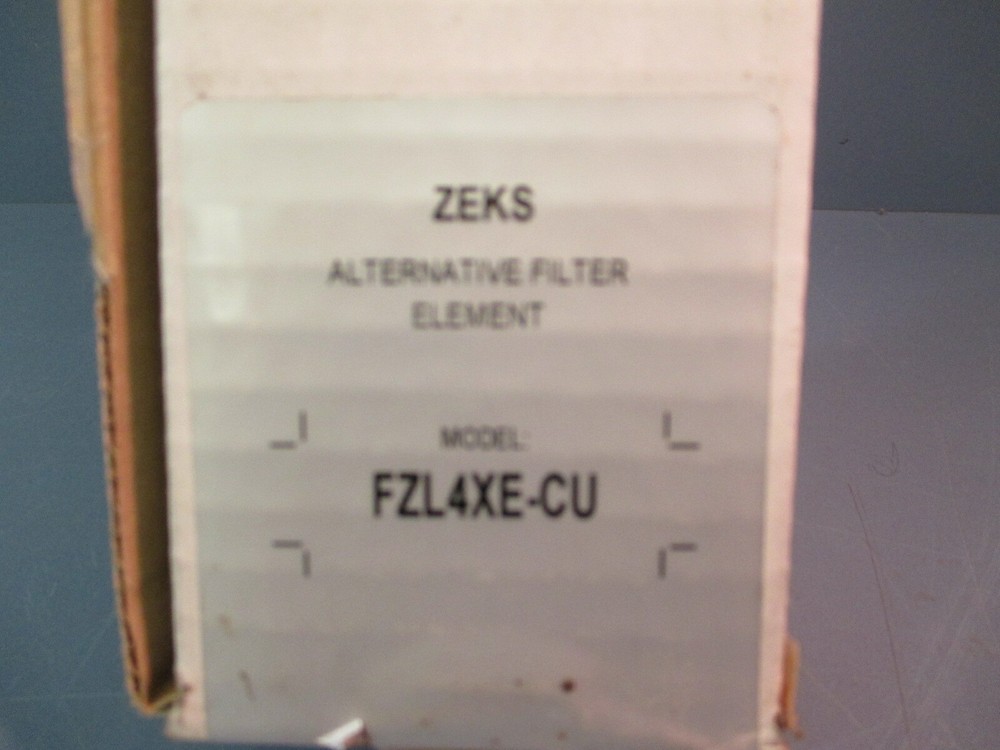 ZEKS
ALTERNATIVE FILTER
ELEMENT
MODEL:
FZL4XE-CU